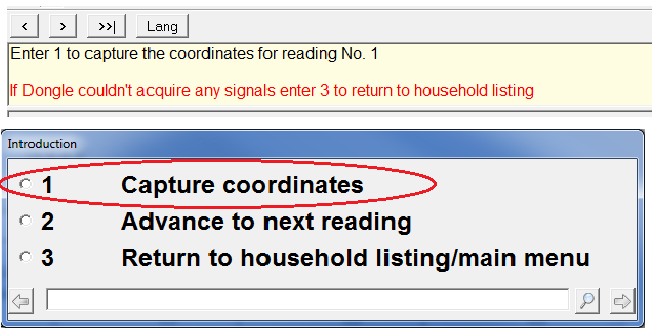 < > >>| Lang
Enter 1 to capture the coordinates for reading No. 1
If Dongle couldn't acquire any signals enter 3 to return to household listing
Introduction
1 Capture coordinates
2 Advance to next reading
3 Return to household listing/main menu